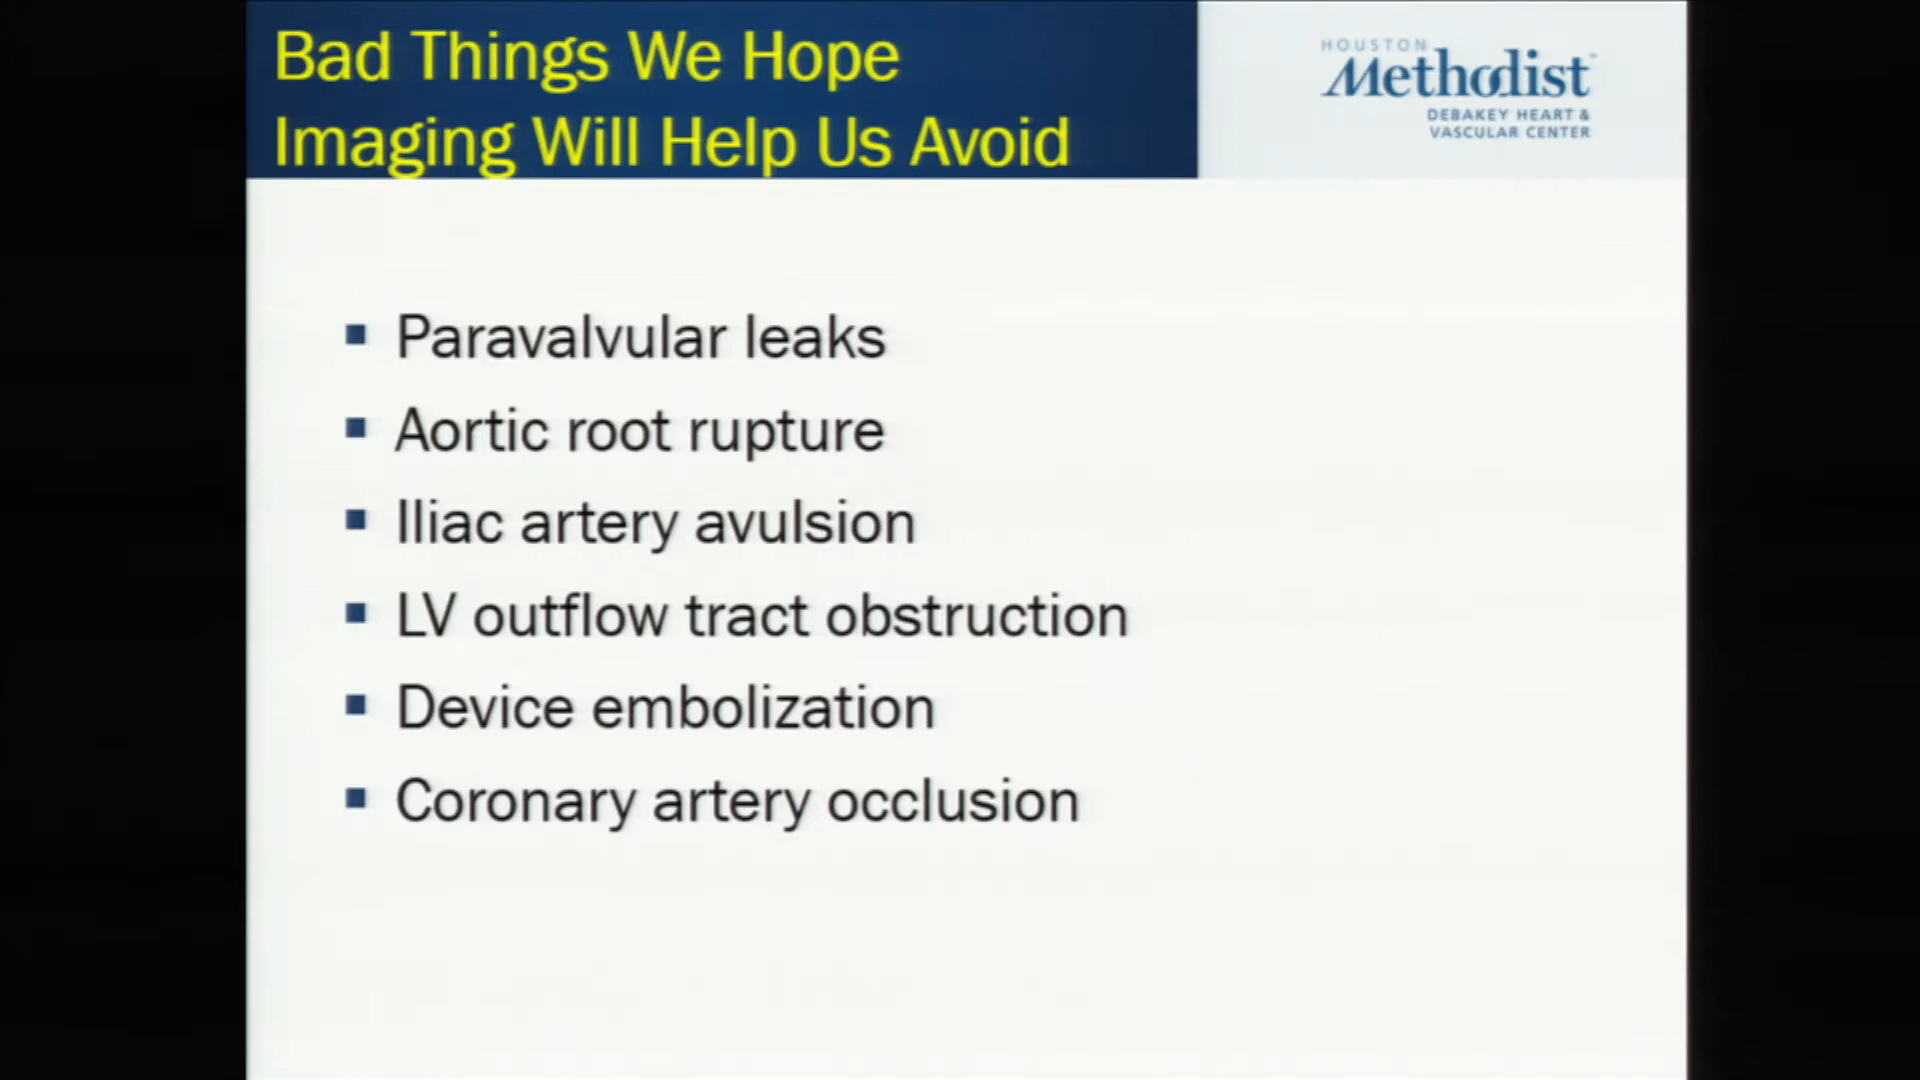 Bad Things We Hope
Imaging Will Help Us Avoid
HOUSTON
Methodist
DEBAKEY HEART &
VASCULAR CENTER
Paravalvular leaks
Aortic root rupture
Iliac artery avulsion
LV outflow tract obstruction
Device embolization
Coronary artery occlusion